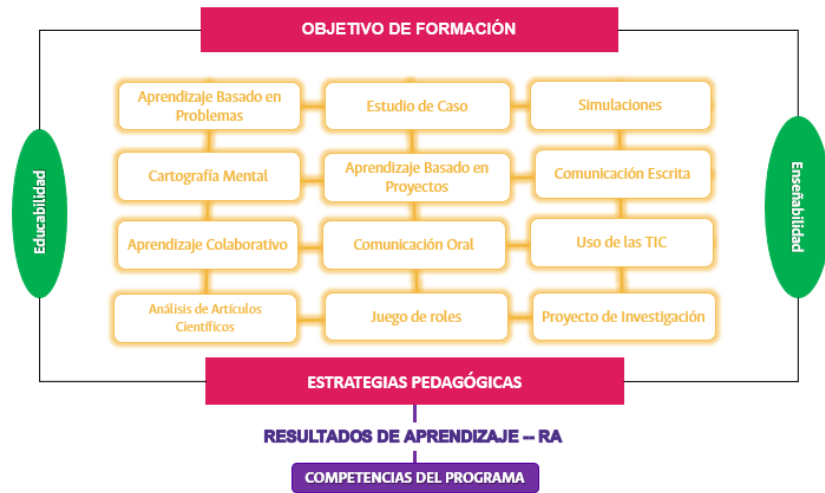 OBJETIVO DE FORMACIÓN
Aprendizaje Basado en
Problemas
Estudio de Caso
Simulaciones
Educabilidad
Enseñabilidad
Cartografía Mental
Aprendizaje Basado en
Proyectos
Comunicación Escrita
Aprendizaje Colaborativo
Comunicación Oral
Uso de las TIC
Análisis de Artículos
Científicos
Juego de roles
Proyecto de Investigación
ESTRATEGIAS PEDAGÓGICAS
RESULTADOS DE APRENDIZAJE -- RA
COMPETENCIAS DEL PROGRAMA